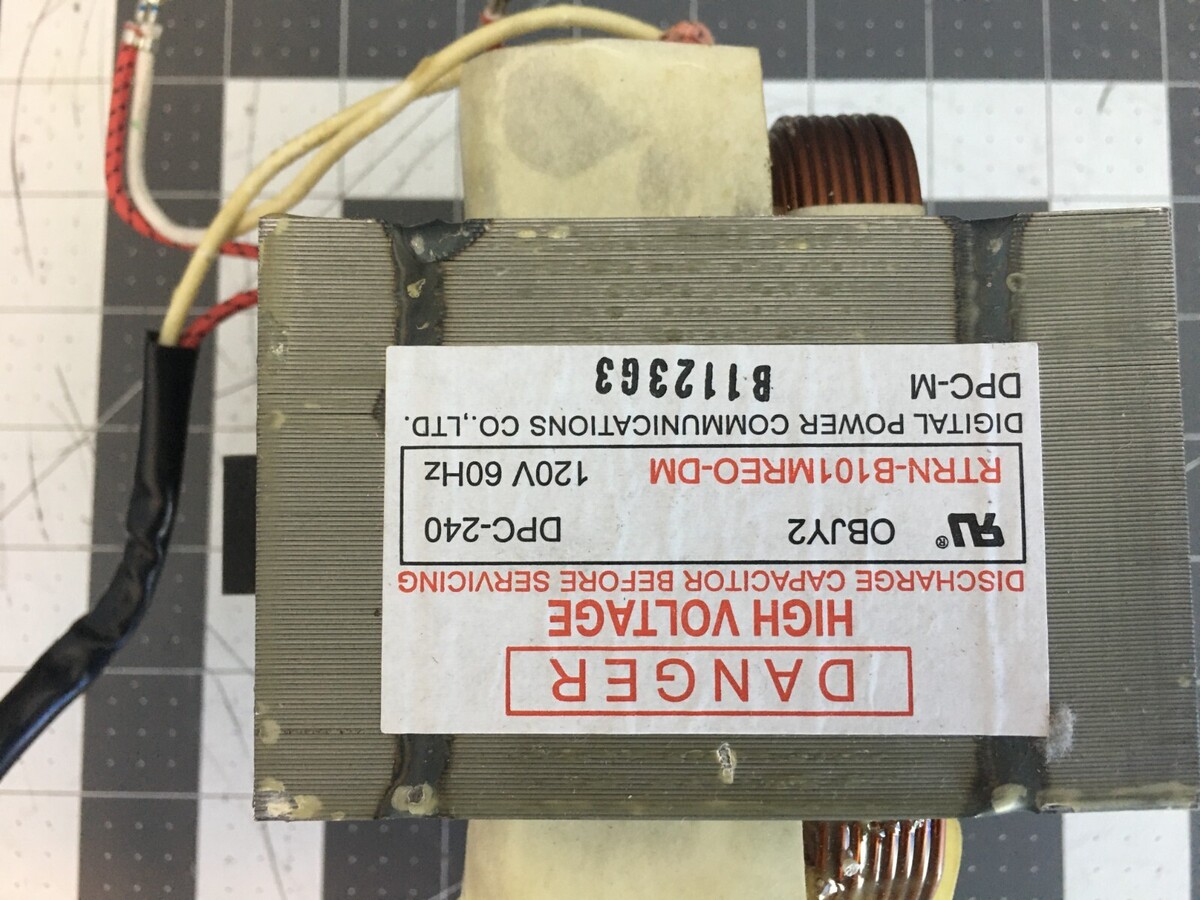 DANGER
HIGH VOLTAGE
DISCHARGE CAPACITOR BEFORE SERVICING
RU® OBJY2 DPC-240
RTRN-B101MREO-DM 120V 60Hz
DIGITAL POWER COMMUNICATIONS CO.,LTD.
DPC-M B1123G3